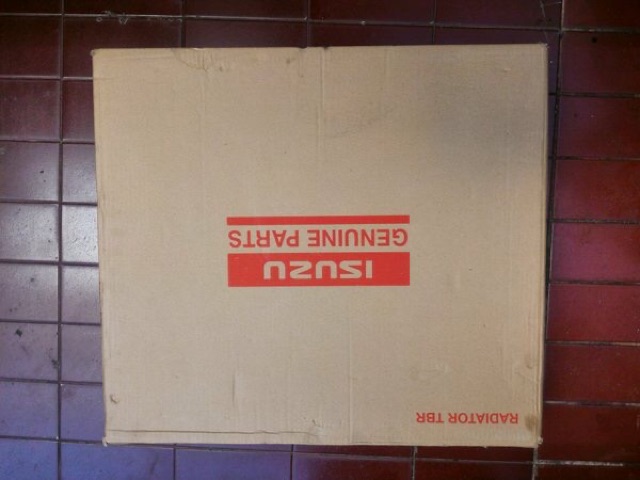 RADIATOR TBR
ISUZU
GENUINE PARTS